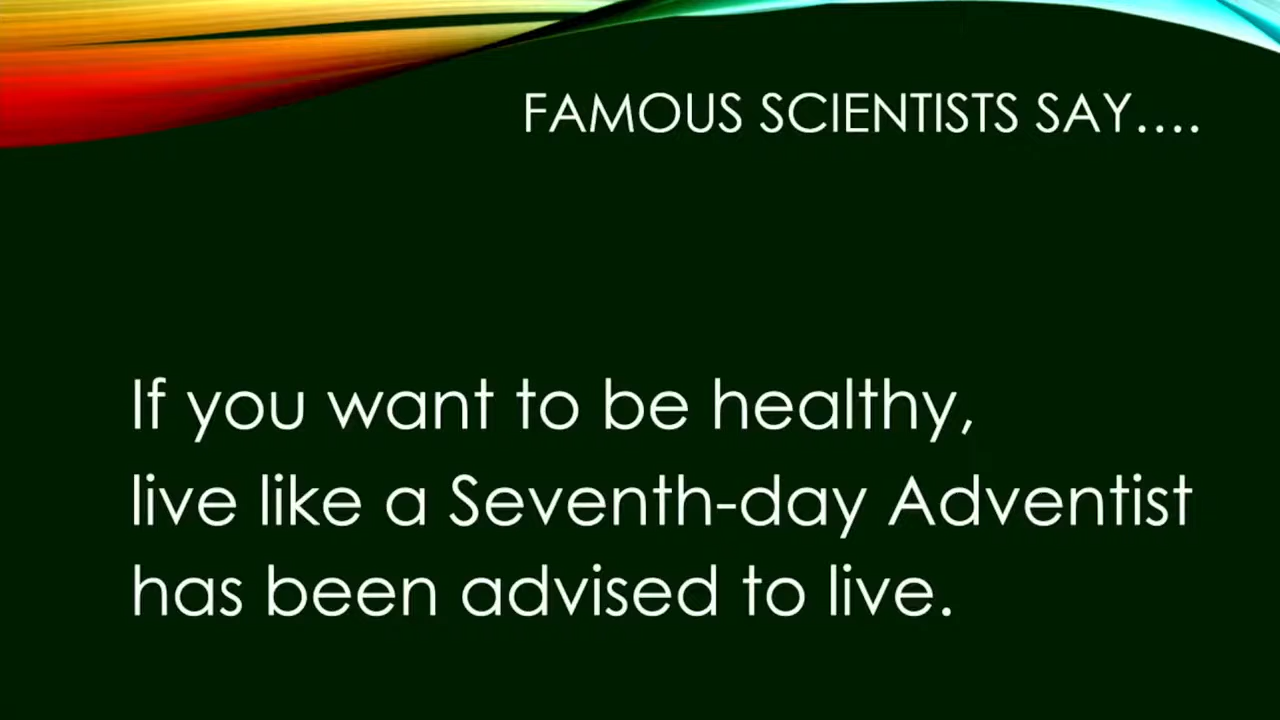 FAMOUS SCIENTISTS SAY....
If you want to be healthy,
live like a Seventh-day Adventist
has been advised to live.